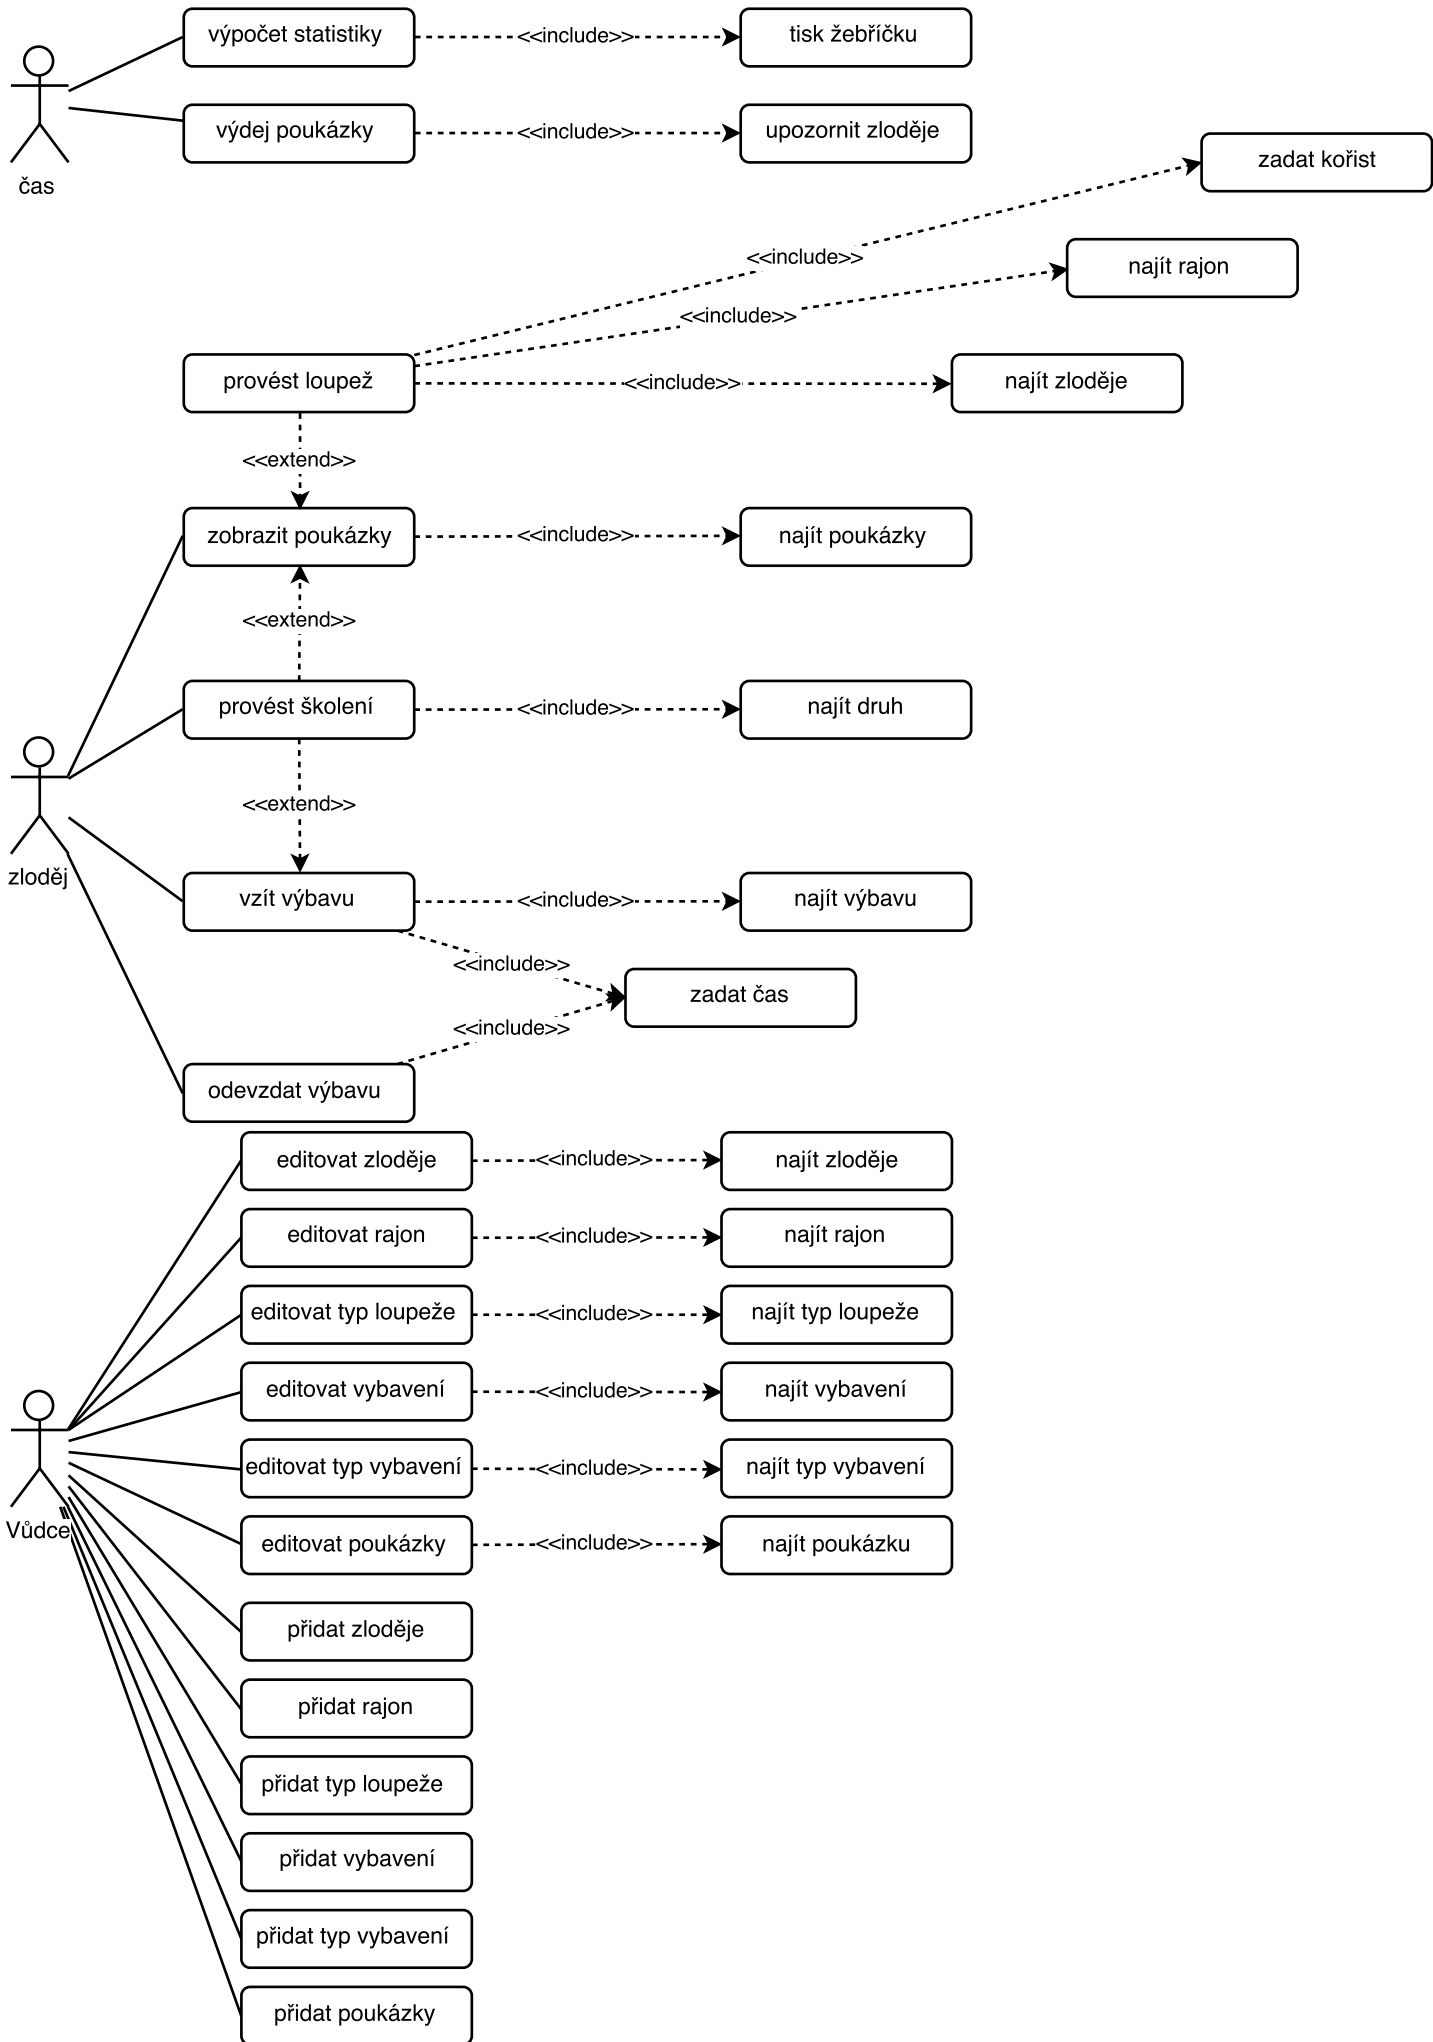 výpočet statistiky
<<include>>
tisk žebříčku
výdej poukázky
<<include>>
upozornit zloděje
čas
zadat kořist
<<include>>
najít rajon
<<include>>
provést loupež
<<include>>
najít zloděje
<<extend>>
zobrazit poukázky
<<include>>
najít poukázky
<<extend>>
provést školení
<<include>>
najít druh
<<extend>>
zloděj
vzít výbavu
<<include>>
najít výbavu
<<include>>
zadat čas
<<include>>
odevzdat výbavu
editovat zloděje
<<include>>
najít zloděje
editovat rajon
<<include>>
najít rajon
editovat typ loupeže
<<include>>
najít typ loupeže
editovat vybavení
<<include>>
najít vybavení
editovat typ vybavení
<<include>>
najít typ vybavení
Vůdce
editovat poukázky
<<include>>
najít poukázku
přidat zloděje
přidat rajon
přidat typ loupeže
přidat vybavení
přidat typ vybavení
přidat poukázky